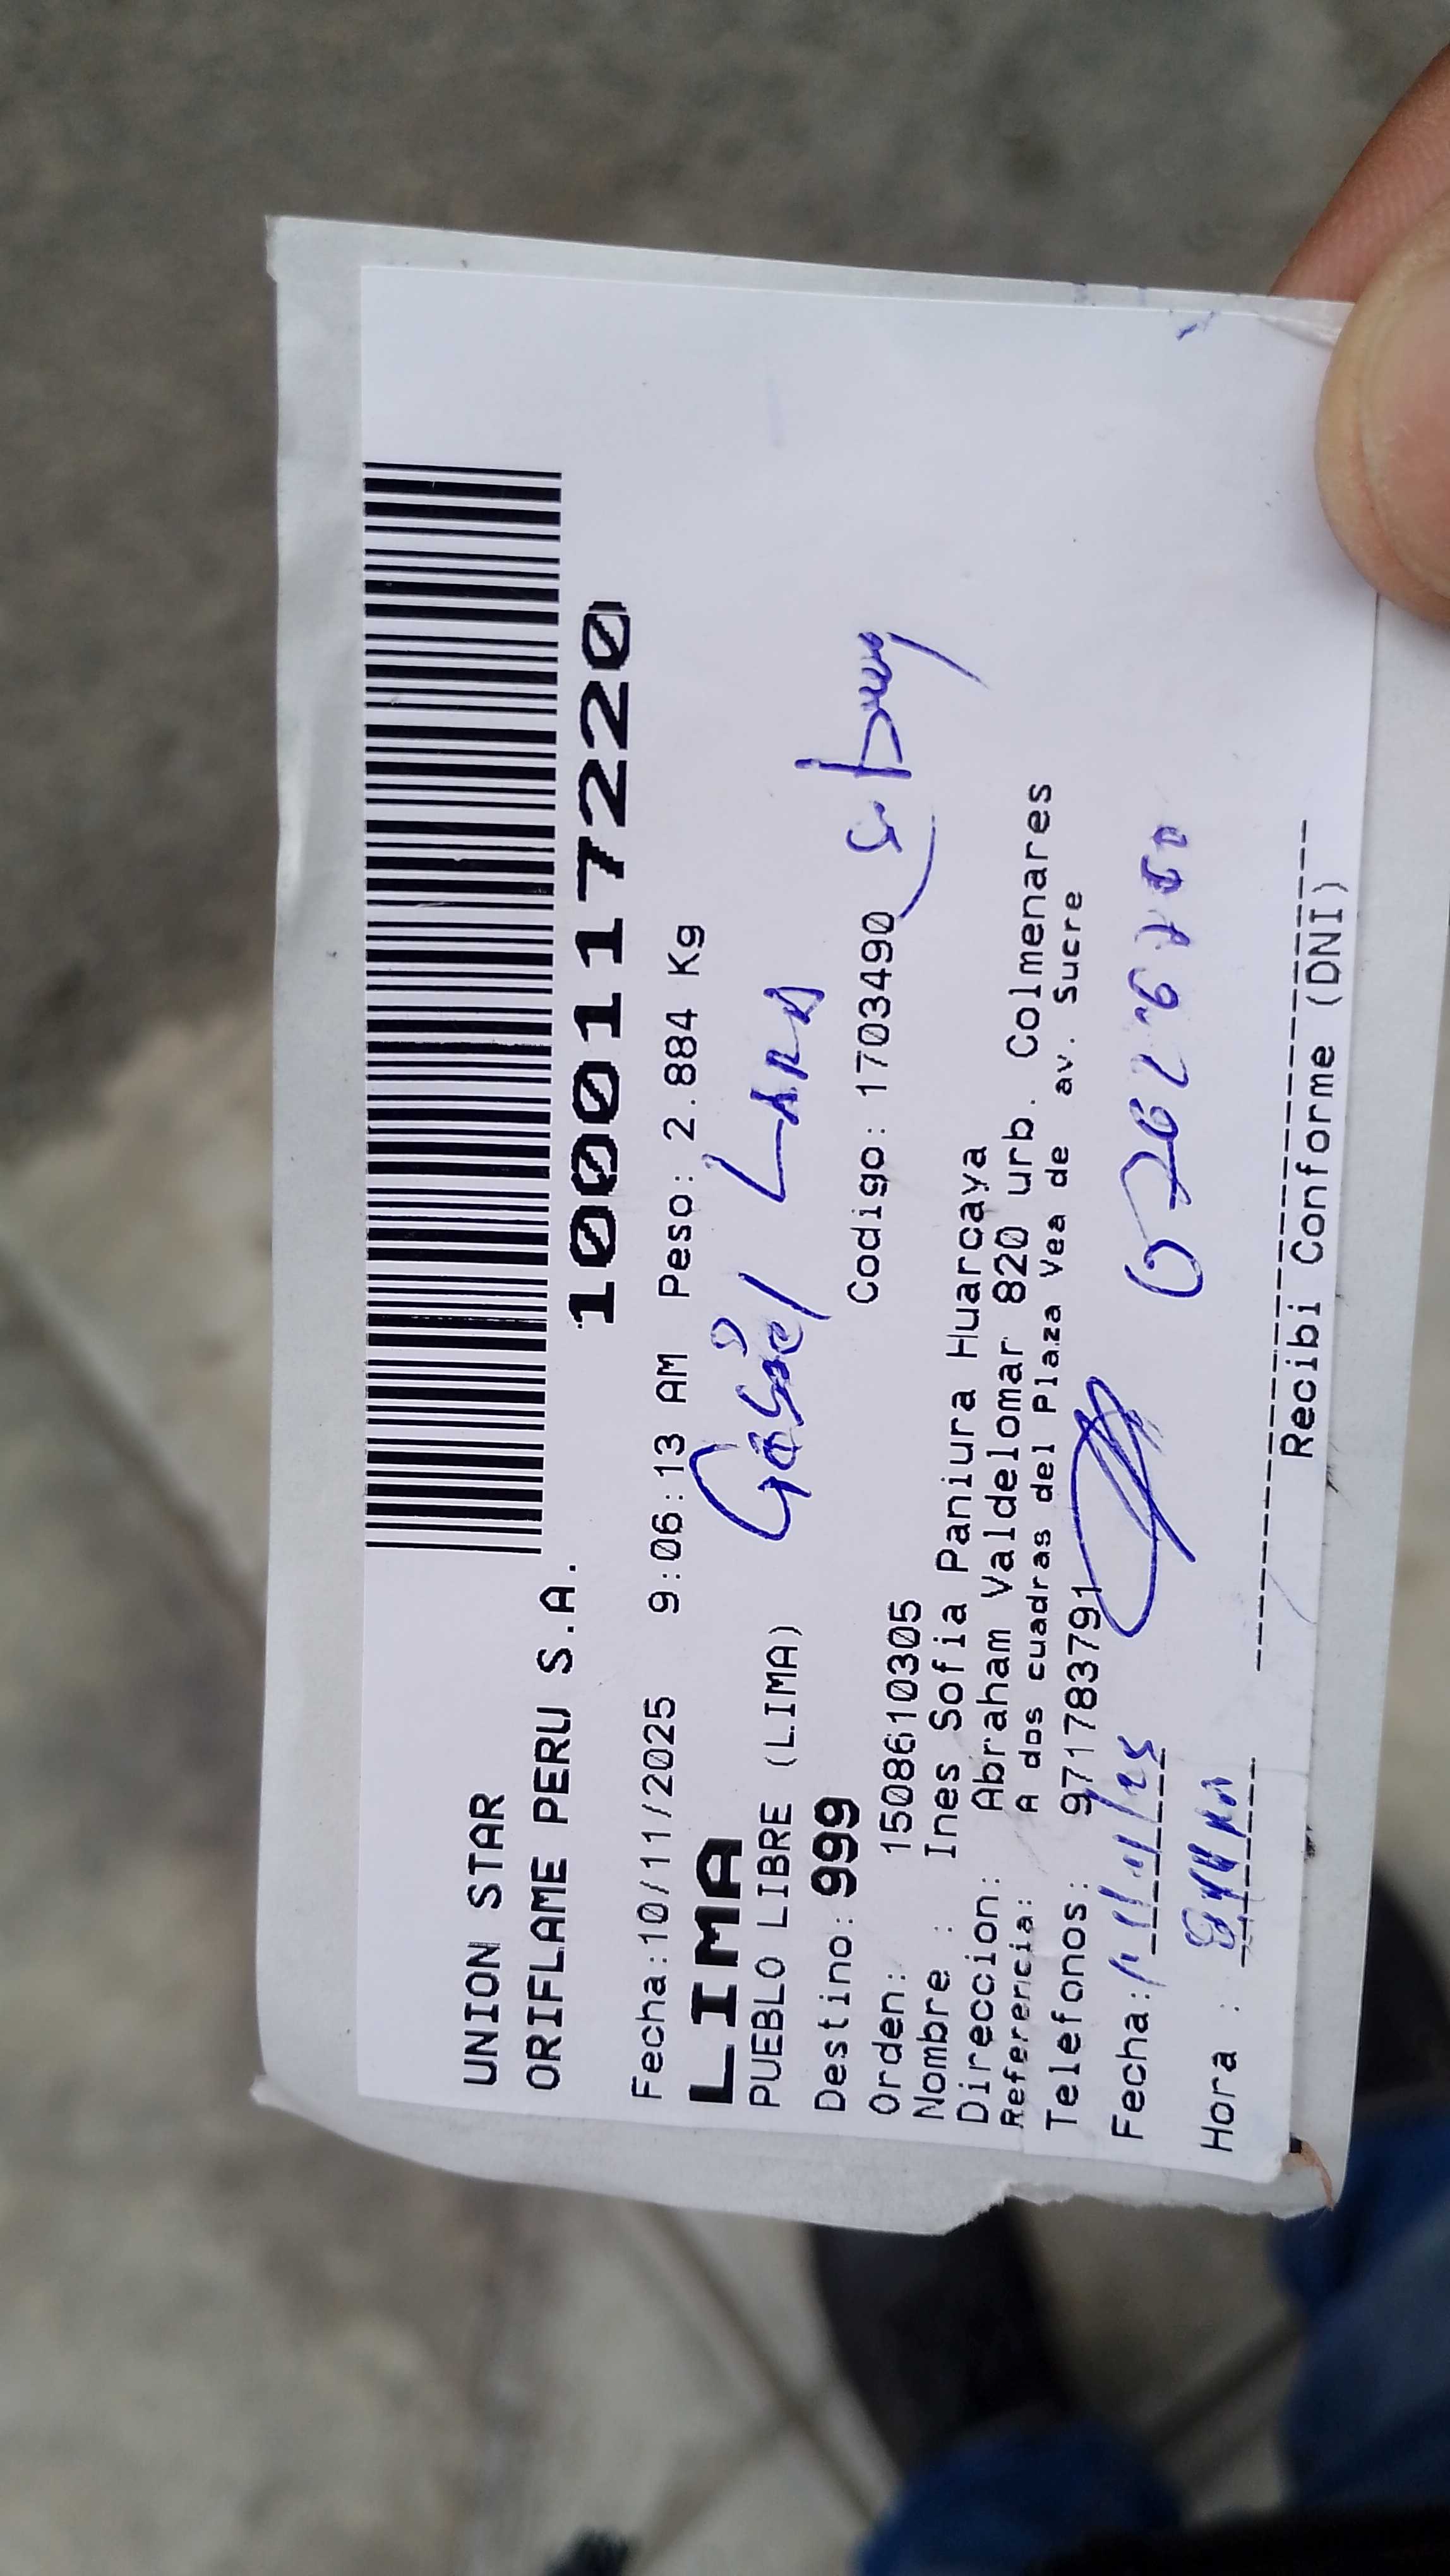 UNION STAR
ORIFLAME PERU S.A.
1000117220
Fecha:10/11/2025 9:06:13 AM Peso: 2.884 Kg
LIMA
PUEBLO LIBRE (LIMA)
LARA
Destino: 999
Codigo: 1703490
Orden: 1508610305
Nombre : Ines Sofia Paniura Huarcaya
Direccion: Abraham Valdelomar 820 urb. Colmenares
Referencia: A dos cuadras del Plaza Vea de av. Sucre
Telefonos: 971783791
Fecha:
Hora :
Recibi Conforme (DNI)